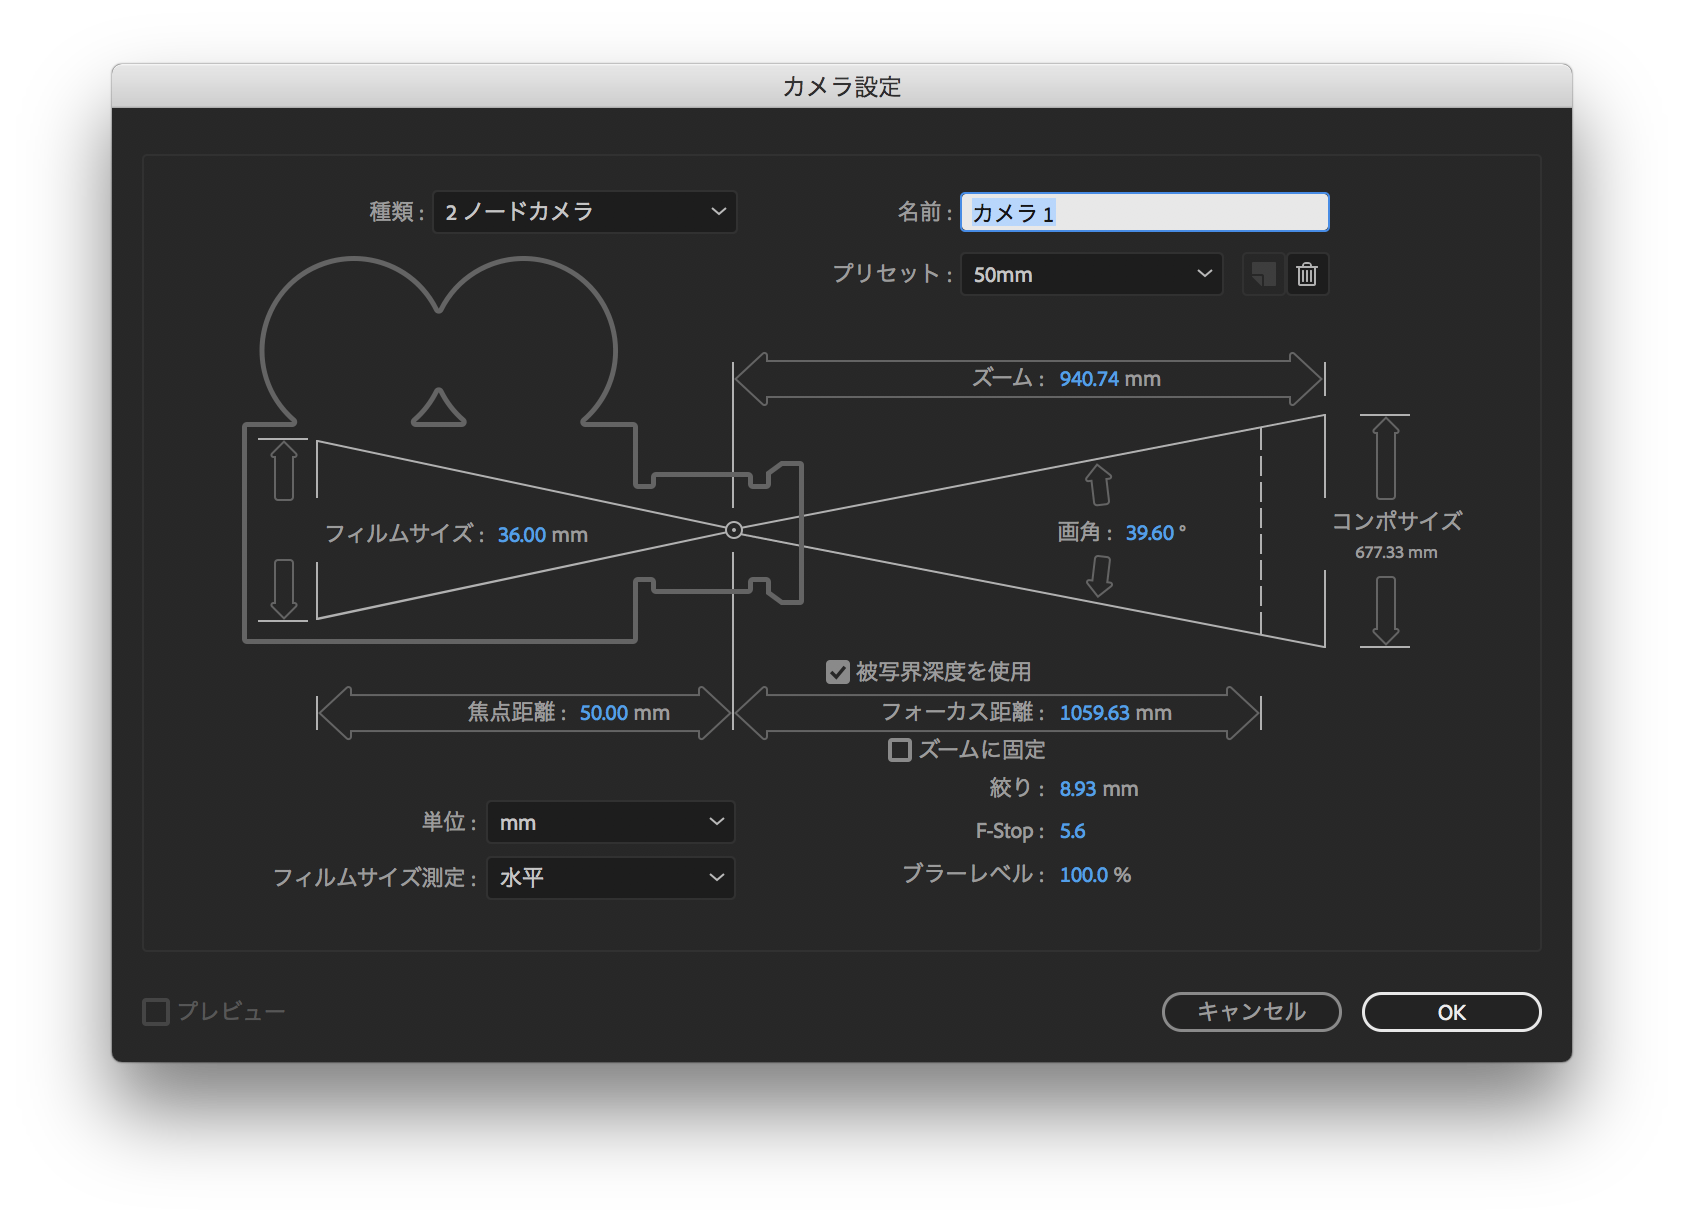 カメラ設定
種類 : 2 ノードカメラ
名前 : カメラ 1
プリセット : 50mm
ズーム : 940.74 mm
フィルムサイズ : 36.00 mm
画角 : 39.60 °
コンポサイズ
677.33 mm
被写界深度を使用
焦点距離 : 50.00 mm
フォーカス距離 : 1059.63 mm
ズームに固定
絞り : 8.93 mm
単位 : mm
F-Stop : 5.6
フィルムサイズ測定 : 水平
ブラーレベル : 100.0 %
プレビュー
キャンセル
OK